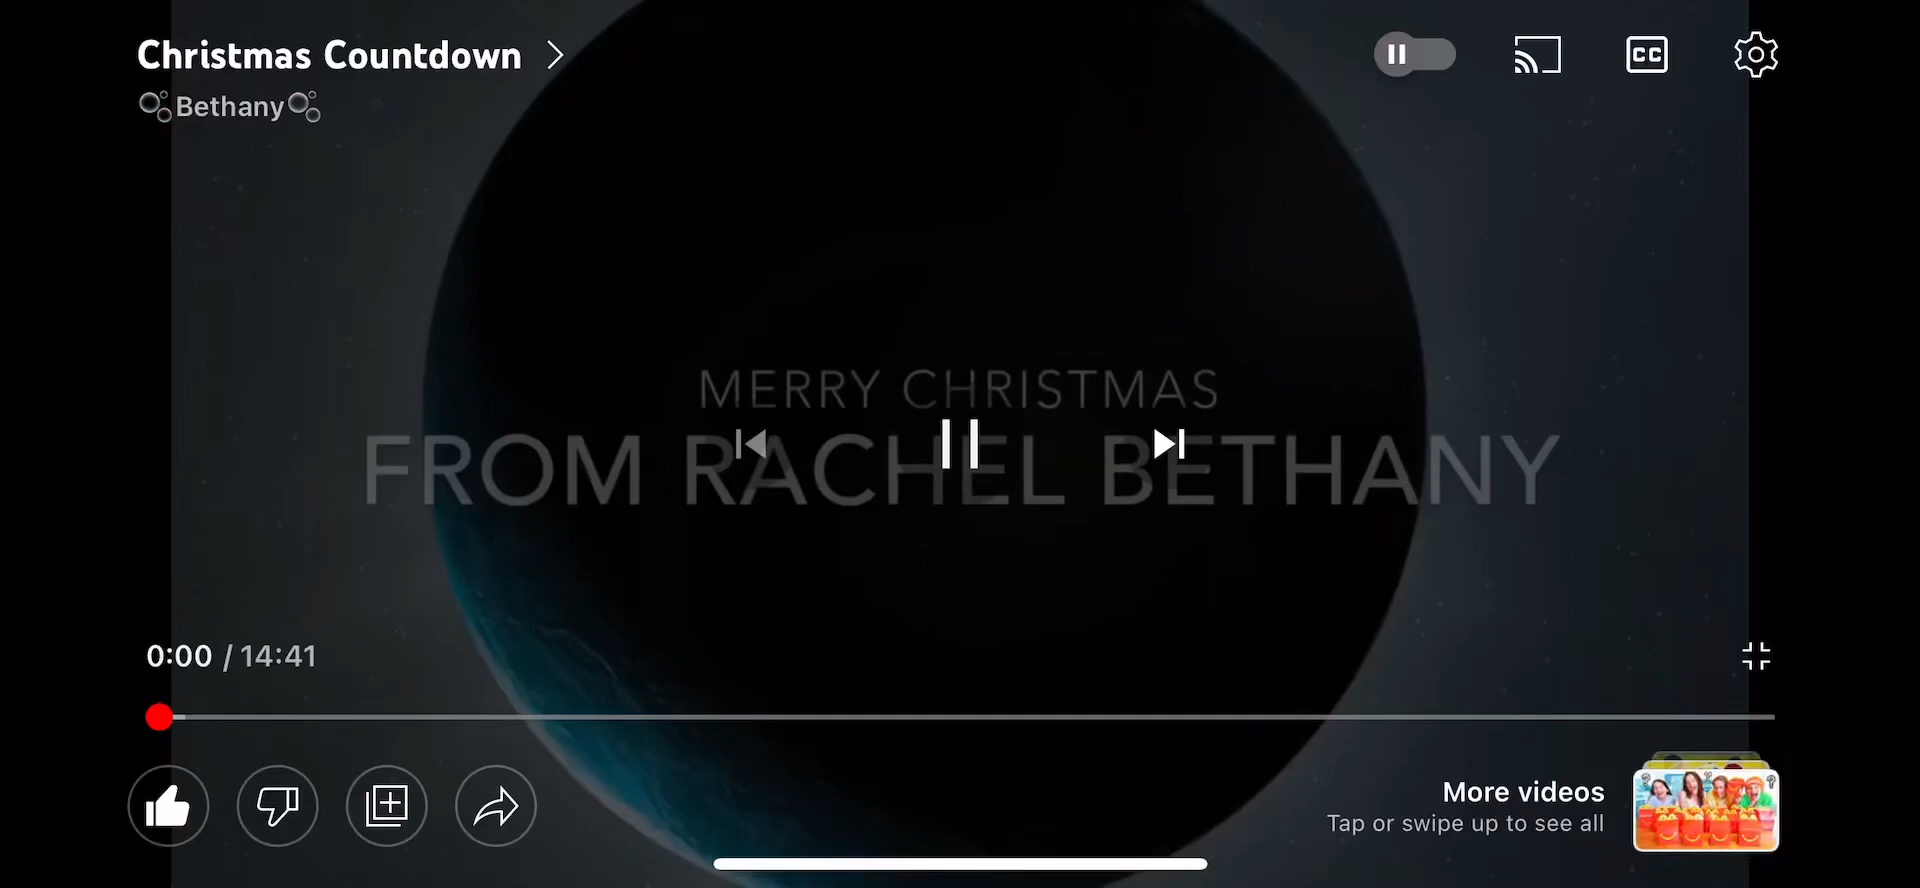 Christmas Countdown
Bethany
CC
MERRY CHRISTMAS
FROM RACHEL BETHANY
0:00 / 14:41
More videos
Tap or swipe up to see all